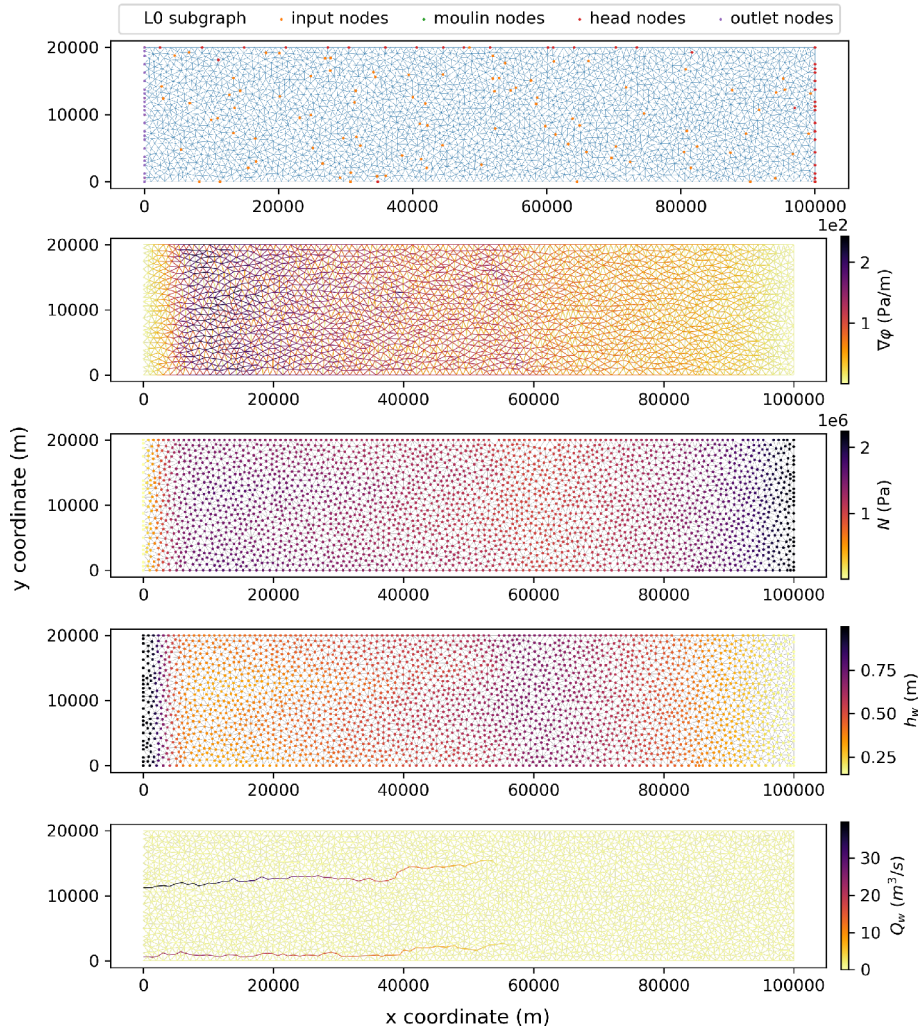 L0 subgraph input nodes moulin nodes head nodes outlet nodes
20000
10000
0
0 20000 40000 60000 80000 100000
1e2
20000
10000
0
2
1
∇φ (Pa/m)
0 20000 40000 60000 80000 100000
1e6
20000
10000
0
2
1
N (Pa)
0 20000 40000 60000 80000 100000
y coordinate (m)
20000
10000
0
0.75
0.50
0.25
h_w (m)
0 20000 40000 60000 80000 100000
20000
10000
0
30
20
10
0
Q_w (m³/s)
0 20000 40000 60000 80000 100000
x coordinate (m)